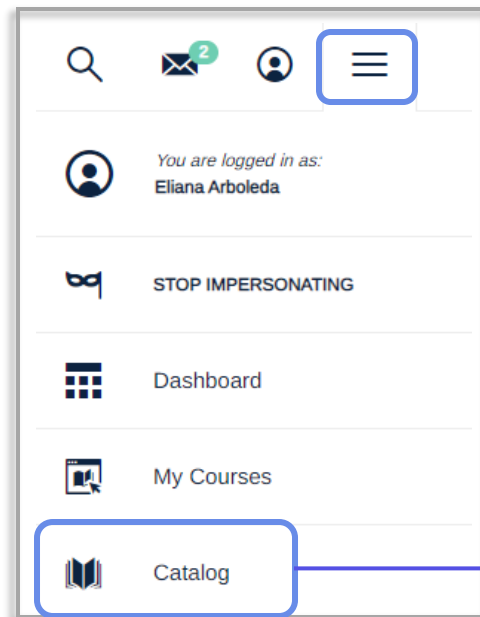 2
You are logged in as:
Eliana Arboleda
STOP IMPERSONATING
Dashboard
My Courses
Catalog